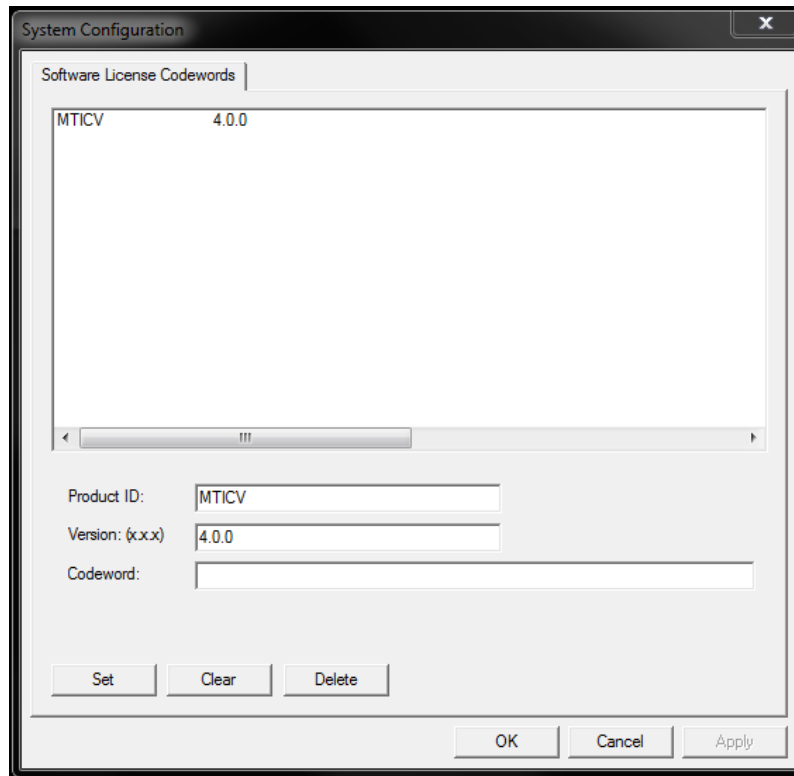 System Configuration
x
Software License Codewords
MTICV 4.0.0
Product ID: MTICV
Version: (x.x.x) 4.0.0
Codeword:
Set Clear Delete
OK Cancel Apply